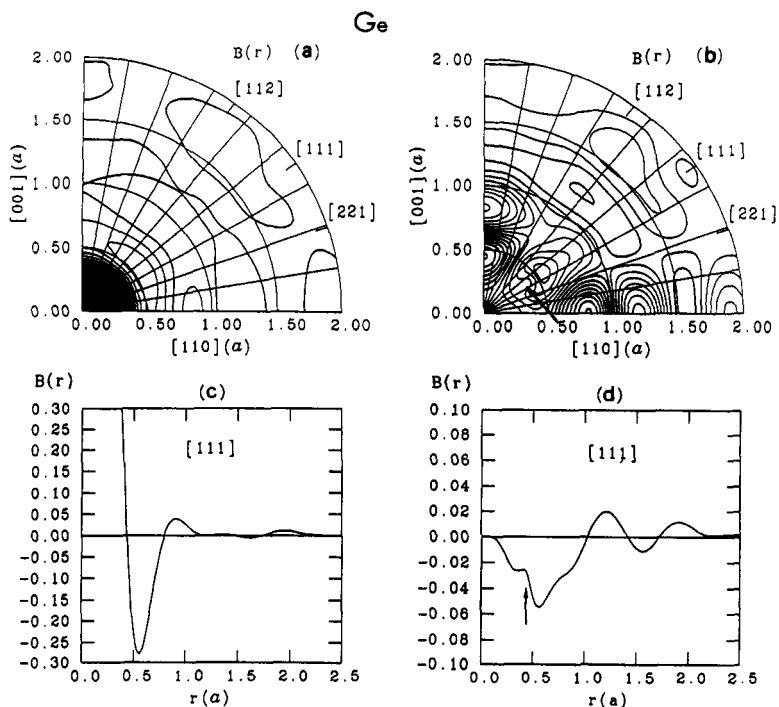 Ge
B(r) (a)
2.00
[112]
1.50
[111]
1.00
[221]
0.50
0.00
[001](a)
0.00 0.50 1.00 1.50 2.00
[110](a)
B(r) (b)
2.00
[112]
1.50
[111]
1.00
[221]
0.50
0.00
[001](a)
0.00 0.50 1.00 1.50 2.00
[110](a)
B(r)
(c)
0.30
0.25
0.20
0.15
0.10
0.05
0.00
-0.05
-0.10
-0.15
-0.20
-0.25
-0.30
[111]
0.0 0.5 1.0 1.5 2.0 2.5
r(a)
B(r)
(d)
0.10
0.08
0.06
0.04
0.02
0.00
-0.02
-0.04
-0.06
-0.08
-0.10
[111]
0.0 0.5 1.0 1.5 2.0 2.5
r(a)